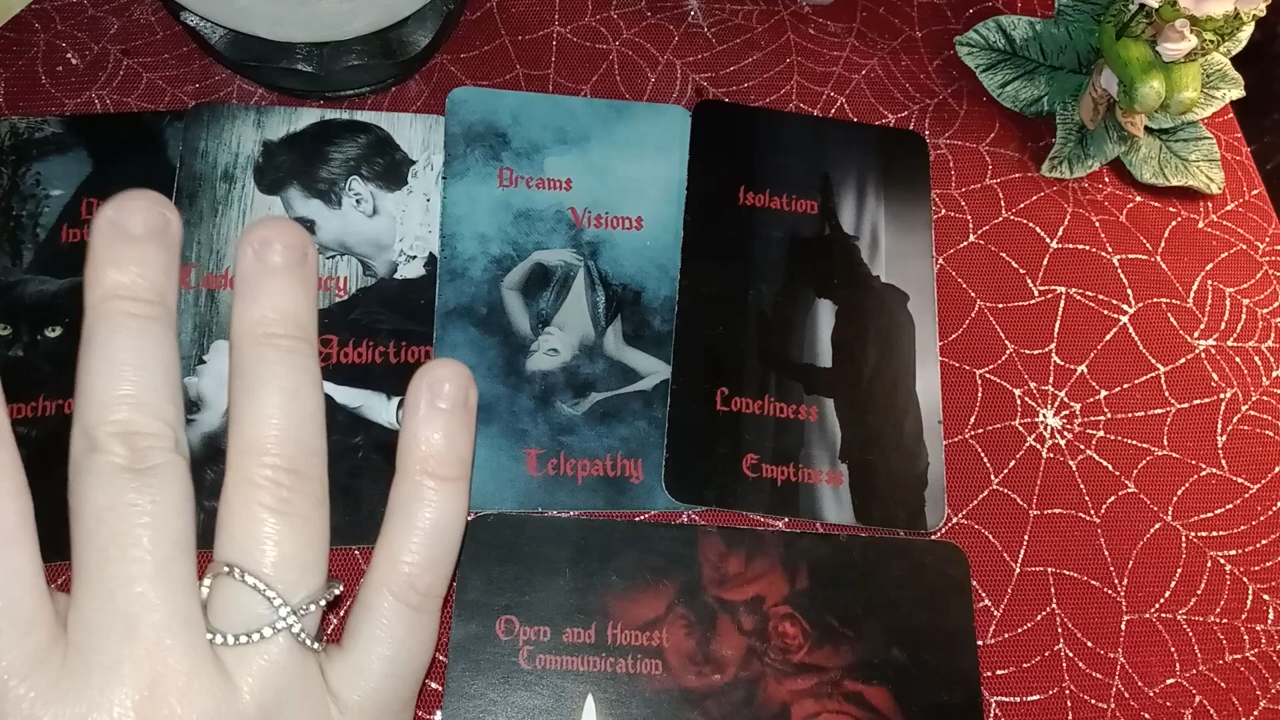 Addiction
Dreams
Visions
Telepathy
Isolation
Loneliness
Emptiness
Open and Honest
Communication